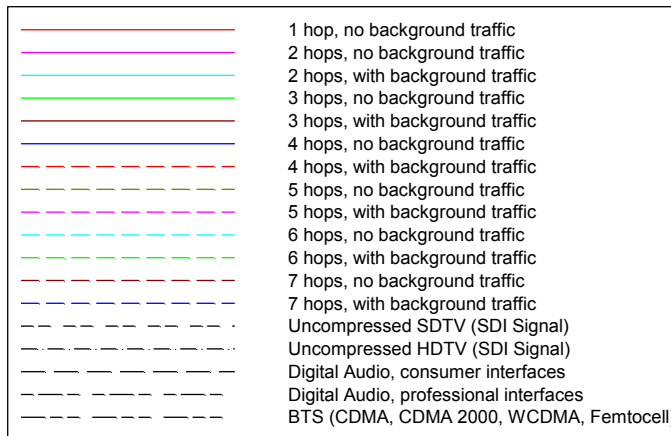 1 hop, no background traffic
2 hops, no background traffic
2 hops, with background traffic
3 hops, no background traffic
3 hops, with background traffic
4 hops, no background traffic
4 hops, with background traffic
5 hops, no background traffic
5 hops, with background traffic
6 hops, no background traffic
6 hops, with background traffic
7 hops, no background traffic
7 hops, with background traffic
Uncompressed SDTV (SDI Signal)
Uncompressed HDTV (SDI Signal)
Digital Audio, consumer interfaces
Digital Audio, professional interfaces
BTS (CDMA, CDMA 2000, WCDMA, Femtocell